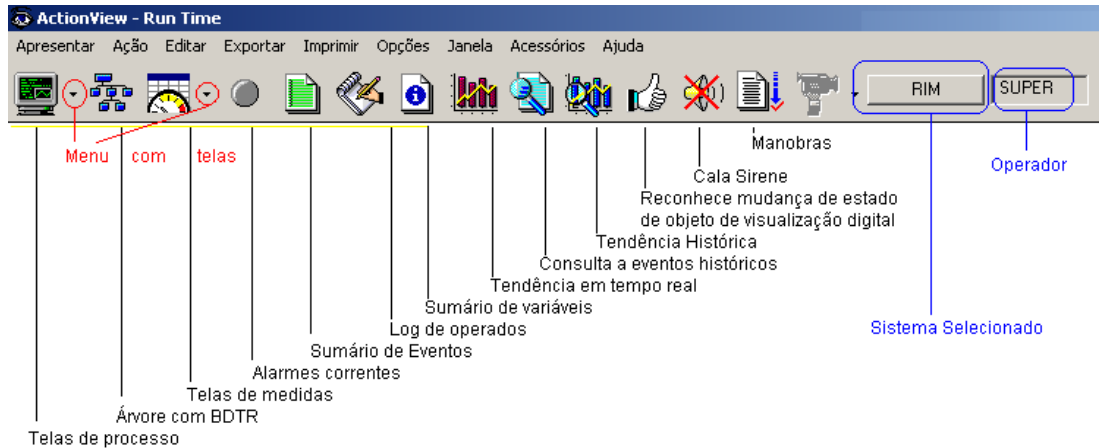 ActionView - Run Time
Apresentar Ação Editar Exportar Imprimir Opções Janela Acessórios Ajuda
RIM
SUPER
Menu com telas
Manobras
Operador
Cala Sirene
Reconhece mudança de estado
de objeto de visualização digital
Tendência Histórica
Consulta a eventos históricos
Tendência em tempo real
Sumário de variáveis
Log de operados
Sistema Selecionado
Sumário de Eventos
Alarmes correntes
Telas de medidas
Árvore com BDTR
Telas de processo